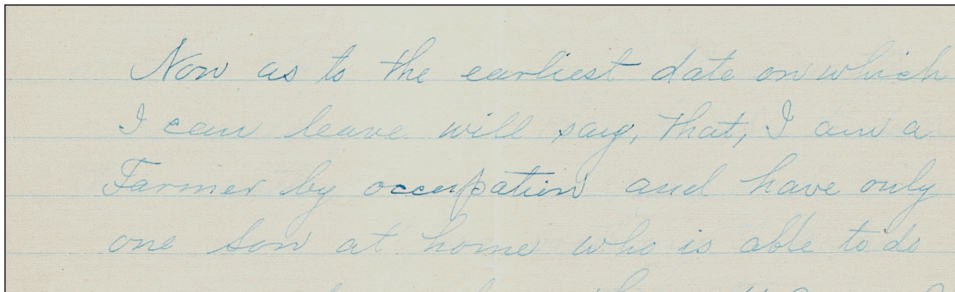 Now as to the earliest date on which
I can leave will say, that, I am a
Farmer by occupation and have only
one son at home who is able to do